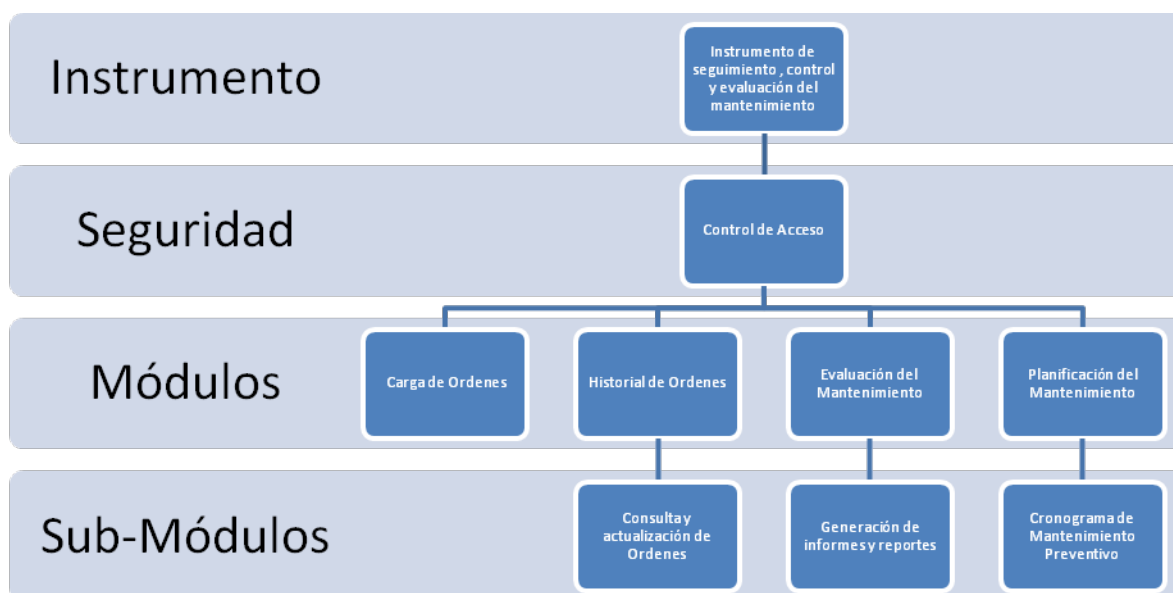 Instrumento
Instrumento de
seguimiento , control
y evaluación del
mantenimiento
Seguridad
Control de Acceso
Módulos
Carga de Ordenes
Historial de Ordenes
Evaluación del
Mantenimiento
Planificación del
Mantenimiento
Sub-Módulos
Consulta y
actualización de
Ordenes
Generación de
informes y reportes
Cronograma de
Mantenimiento
Preventivo